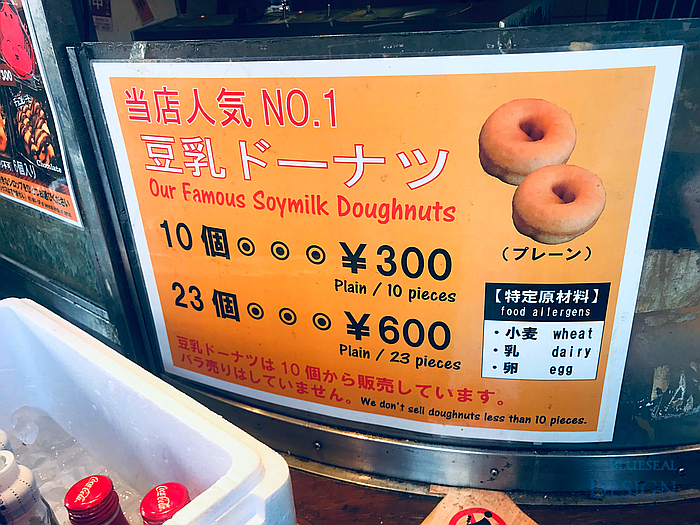 当店人気 NO.1
豆乳ドーナツ
Our Famous Soymilk Doughnuts
10個◎◎◎¥300
Plain / 10 pieces
23個◎◎◎¥600
Plain / 23 pieces
豆乳ドーナツは10個から販売しています。
バラ売りはしていません。
We don't sell doughnuts less than 10 pieces.
(プレーン)
【特定原材料】
food allergens
・小麦 wheat
・乳 dairy
・卵 egg
300
Chocolate
Coca-Cola
Coca-Cola
BLUESEAL
DESIGN